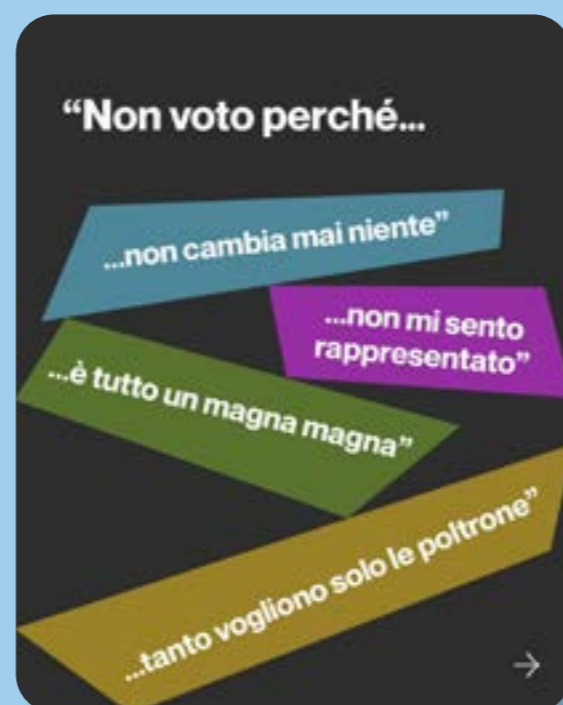 “Non voto perché...
...non cambia mai niente”
...non mi sento
rappresentato”
...è tutto un magna magna”
...tanto vogliono solo le poltrone”